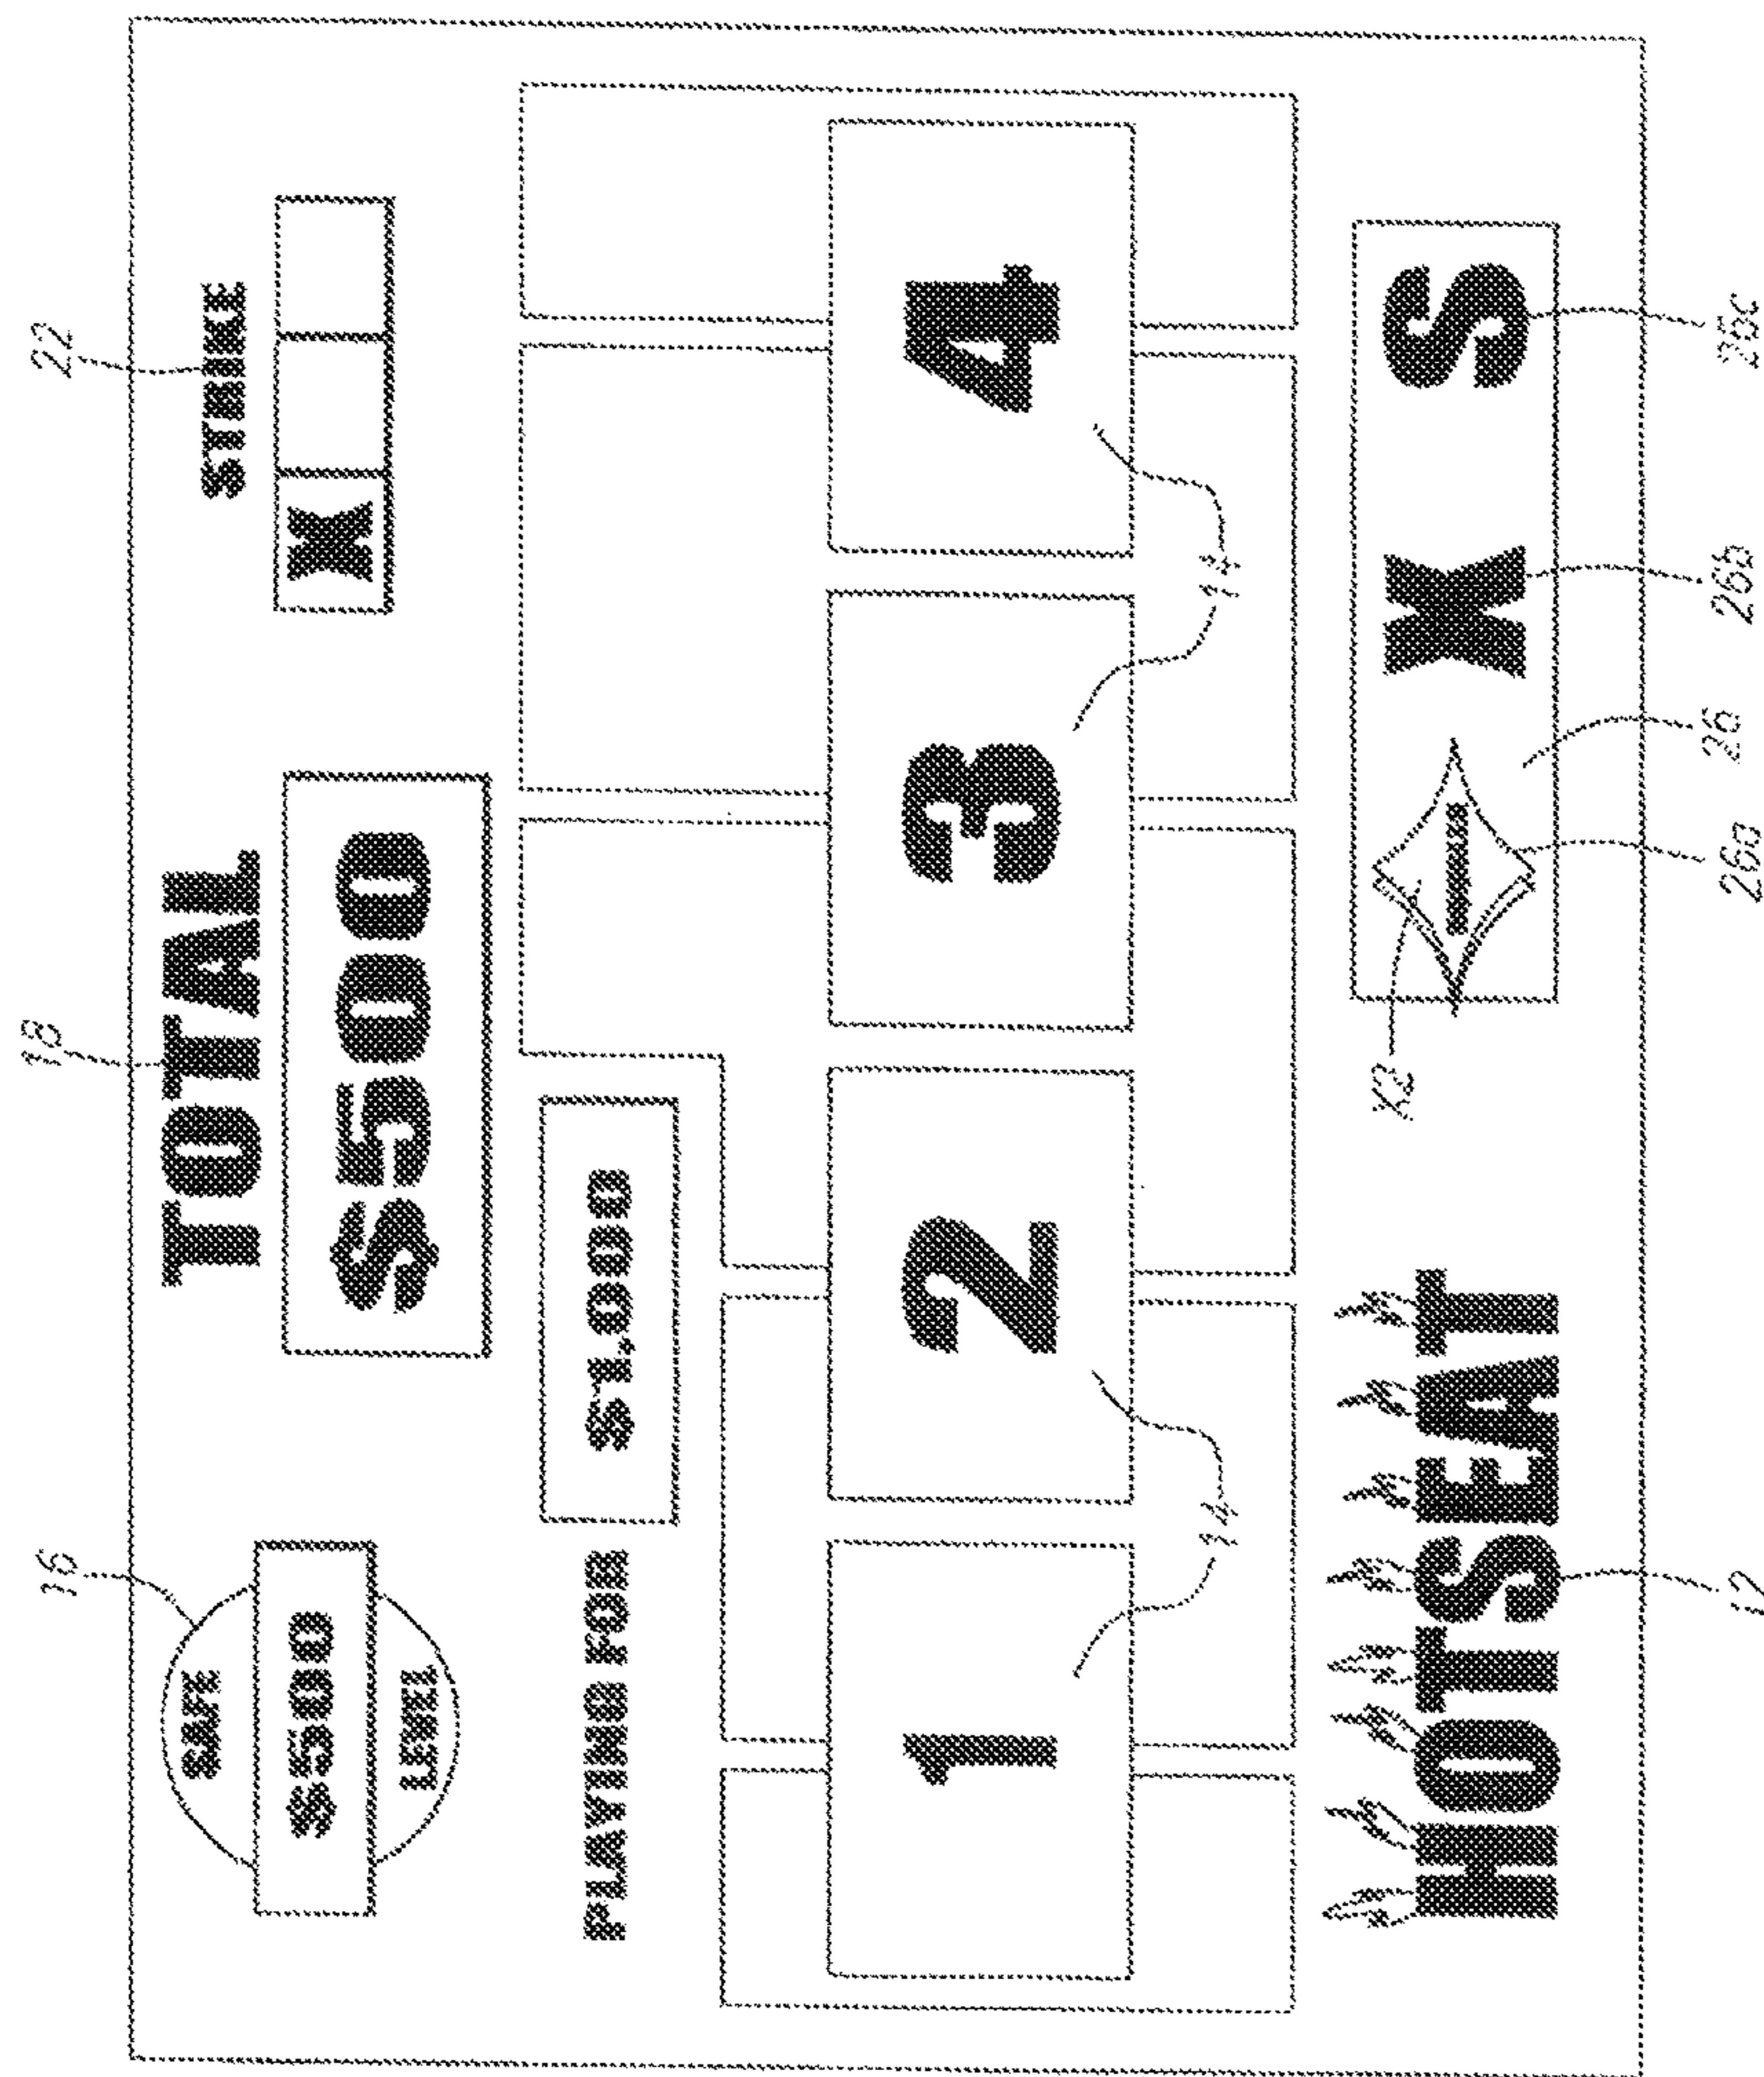 16
18
22
SAFE
TOTAL
STRIKE
$500
$500
X
LEVEL
PLAYING FOR
$1,000
1
2
3
4
14
14
X2
HOTSEAT
—
X
S
12
26a
26
26b
26c